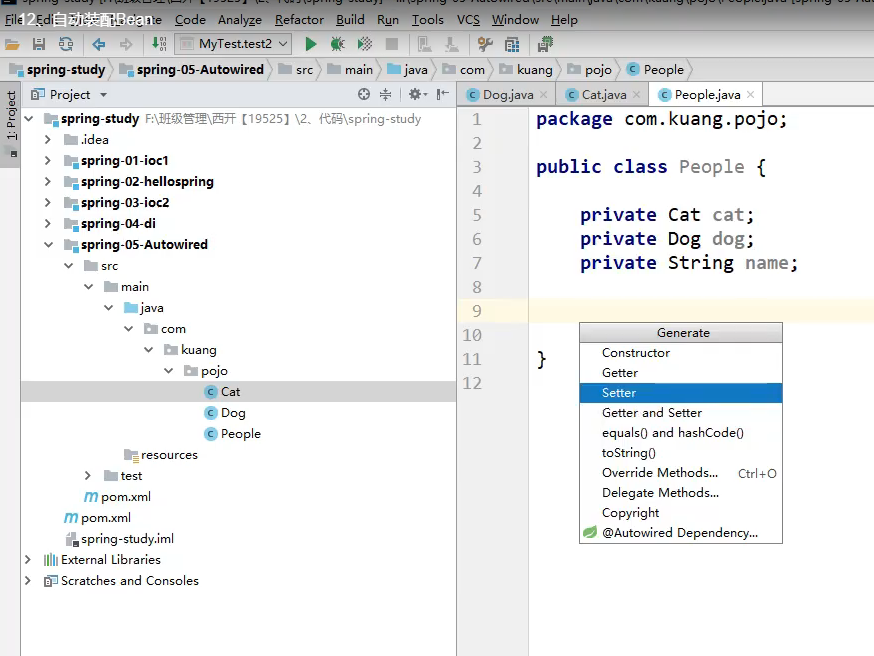 12、自动装配Bean
File Code Analyze Refactor Build Run Tools VCS Window Help
MyTest.test2
spring-study spring-05-Autowired src main java com kuang pojo People
Project
Dog.java Cat.java People.java
1: Project
spring-study F:\班级管理\西开【19525】\2、代码\spring-study
.idea
spring-01-ioc1
spring-02-hellospring
spring-03-ioc2
spring-04-di
spring-05-Autowired
src
main
java
com
kuang
pojo
Cat
Dog
People
resources
test
pom.xml
pom.xml
spring-study.iml
External Libraries
Scratches and Consoles
1 package com.kuang.pojo;
2
3 public class People {
4
5 private Cat cat;
6 private Dog dog;
7 private String name;
8
9
10
11 }
12
Generate
Constructor
Getter
Setter
Getter and Setter
equals() and hashCode()
toString()
Override Methods... Ctrl+O
Delegate Methods...
Copyright
@Autowired Dependency...